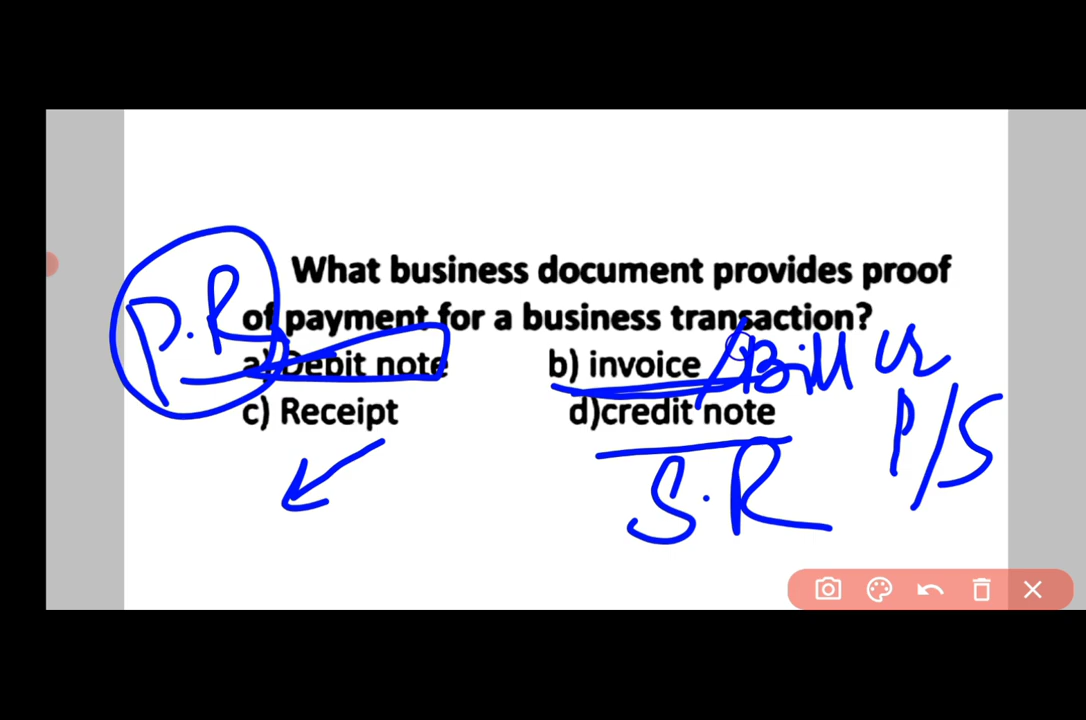 What business document provides proof
of payment for a business transaction?
a) Debit note b) invoice
c) Receipt d)credit note
P.R
Bill
P/S
S.R